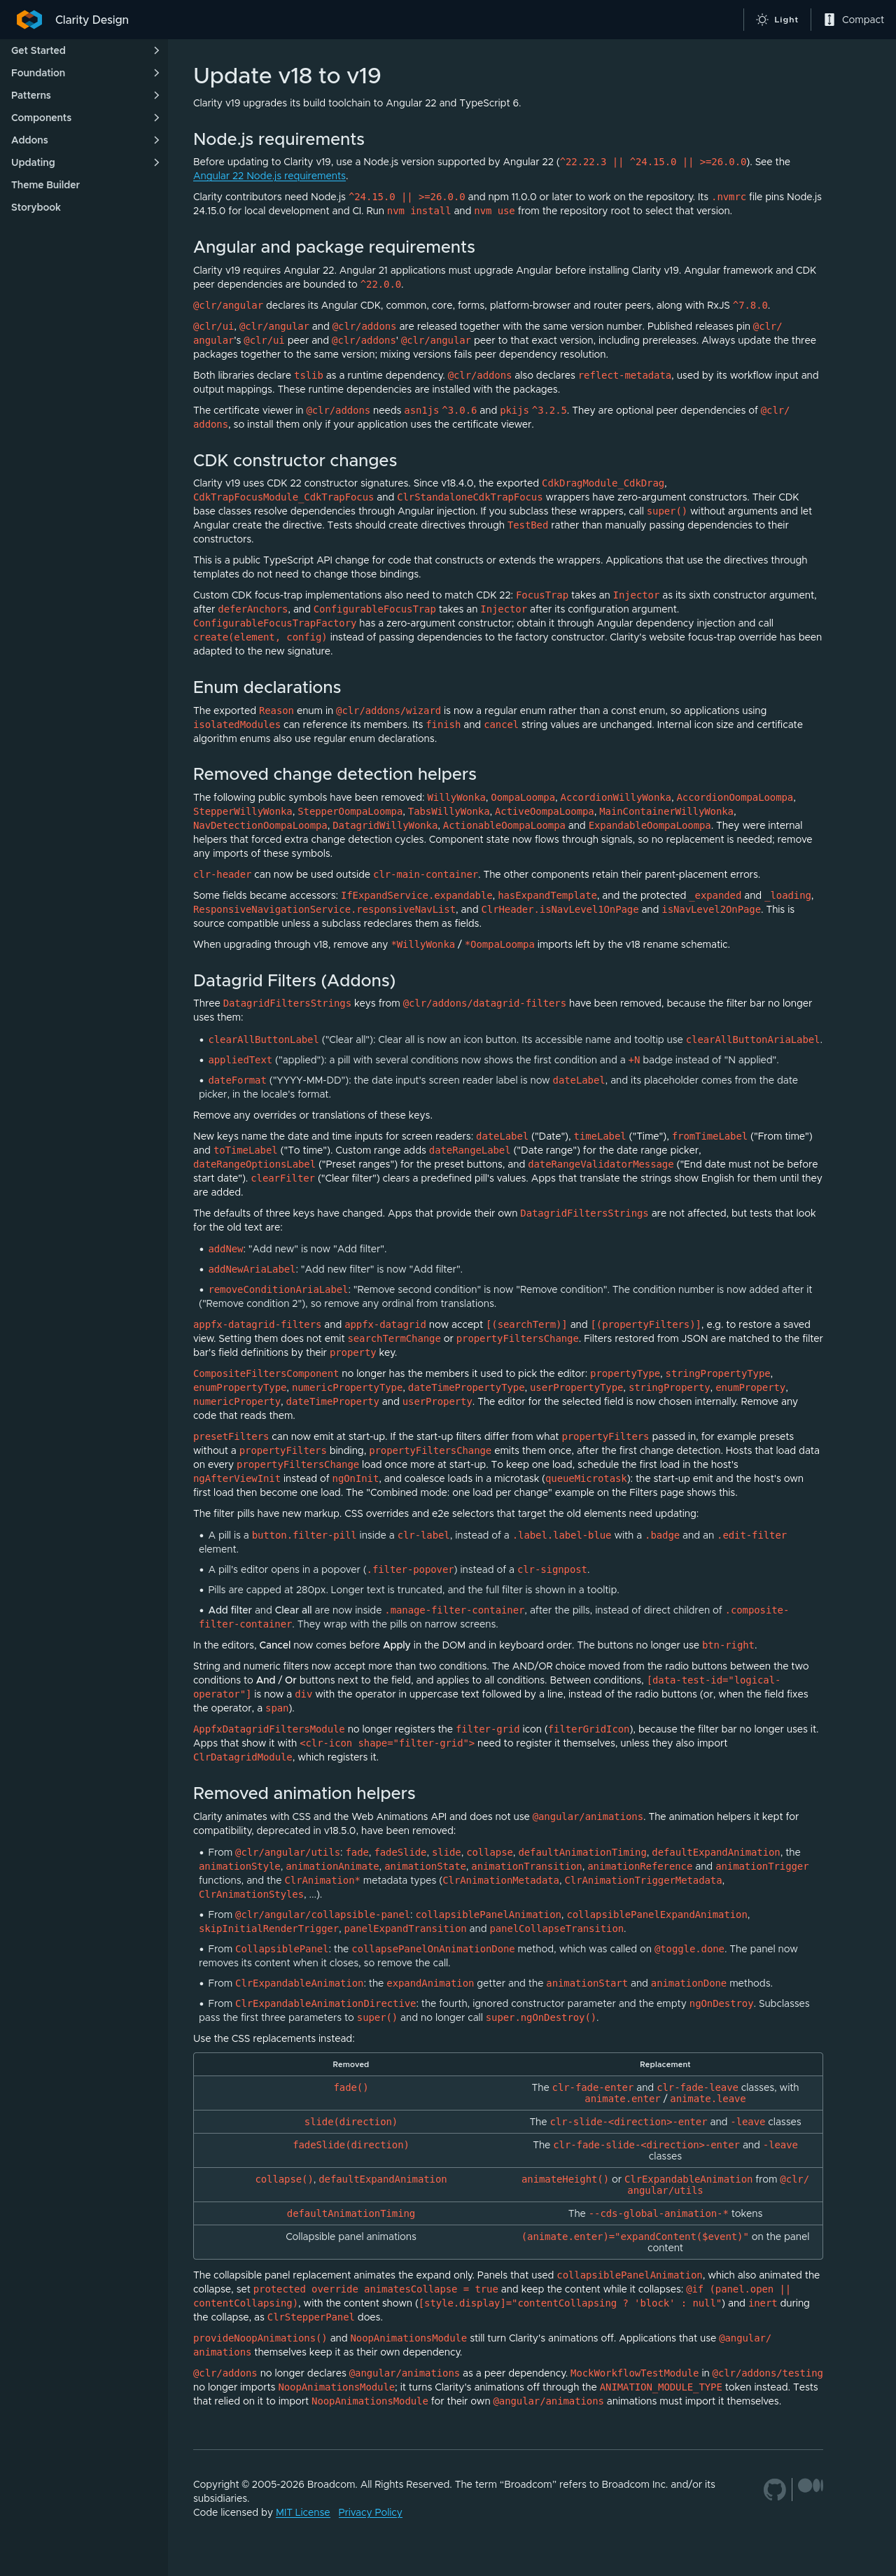 Clarity Design
Light
Compact
Get Started
Foundation
Patterns
Components
Addons
Updating
Theme Builder
Storybook
Update v18 to v19
Clarity v19 upgrades its build toolchain to Angular 22 and TypeScript 6.
Node.js requirements
Before updating to Clarity v19, use a Node.js version supported by Angular 22 (^22.22.3 || ^24.15.0 || >=26.0.0). See the
Angular 22 Node.js requirements.
Clarity contributors need Node.js ^24.15.0 || >=26.0.0 and npm 11.0.0 or later to work on the repository. Its .nvmrc file pins Node.js
24.15.0 for local development and CI. Run nvm install and nvm use from the repository root to select that version.
Angular and package requirements
Clarity v19 requires Angular 22. Angular 21 applications must upgrade Angular before installing Clarity v19. Angular framework and CDK
peer dependencies are bounded to ^22.0.0.
@clr/angular declares its Angular CDK, common, core, forms, platform-browser and router peers, along with RxJS ^7.8.0.
@clr/ui, @clr/angular and @clr/addons are released together with the same version number. Published releases pin @clr/
angular's @clr/ui peer and @clr/addons' @clr/angular peer to that exact version, including prereleases. Always update the three
packages together to the same version; mixing versions fails peer dependency resolution.
Both libraries declare tslib as a runtime dependency. @clr/addons also declares reflect-metadata, used by its workflow input and
output mappings. These runtime dependencies are installed with the packages.
The certificate viewer in @clr/addons needs asn1js ^3.0.6 and pkijs ^3.2.5. They are optional peer dependencies of @clr/
addons, so install them only if your application uses the certificate viewer.
CDK constructor changes
Clarity v19 uses CDK 22 constructor signatures. Since v18.4.0, the exported CdkDragModule_CdkDrag,
CdkTrapFocusModule_CdkTrapFocus and ClrStandaloneCdkTrapFocus wrappers have zero-argument constructors. Their CDK
base classes resolve dependencies through Angular injection. If you subclass these wrappers, call super() without arguments and let
Angular create the directive. Tests should create directives through TestBed rather than manually passing dependencies to their
constructors.
This is a public TypeScript API change for code that constructs or extends the wrappers. Applications that use the directives through
templates do not need to change those bindings.
Custom CDK focus-trap implementations also need to match CDK 22: FocusTrap takes an Injector as its sixth constructor argument,
after deferAnchors, and ConfigurableFocusTrap takes an Injector after its configuration argument.
ConfigurableFocusTrapFactory has a zero-argument constructor; obtain it through Angular dependency injection and call
create(element, config) instead of passing dependencies to the factory constructor. Clarity's website focus-trap override has been
adapted to the new signature.
Enum declarations
The exported Reason enum in @clr/addons/wizard is now a regular enum rather than a const enum, so applications using
isolatedModules can reference its members. Its finish and cancel string values are unchanged. Internal icon size and certificate
algorithm enums also use regular enum declarations.
Removed change detection helpers
The following public symbols have been removed: WillyWonka, OompaLoompa, AccordionWillyWonka, AccordionOompaLoompa,
StepperWillyWonka, StepperOompaLoompa, TabsWillyWonka, ActiveOompaLoompa, MainContainerWillyWonka,
NavDetectionOompaLoompa, DatagridWillyWonka, ActionableOompaLoompa and ExpandableOompaLoompa. They were internal
helpers that forced extra change detection cycles. Component state now flows through signals, so no replacement is needed; remove
any imports of these symbols.
clr-header can now be used outside clr-main-container. The other components retain their parent-placement errors.
Some fields became accessors: IfExpandService.expandable, hasExpandTemplate, and the protected _expanded and _loading,
ResponsiveNavigationService.responsiveNavList, and ClrHeader.isNavLevel1OnPage and isNavLevel2OnPage. This is
source compatible unless a subclass redeclares them as fields.
When upgrading through v18, remove any *WillyWonka / *OompaLoompa imports left by the v18 rename schematic.
Datagrid Filters (Addons)
Three DatagridFiltersStrings keys from @clr/addons/datagrid-filters have been removed, because the filter bar no longer
uses them:
• clearAllButtonLabel ("Clear all"): Clear all is now an icon button. Its accessible name and tooltip use clearAllButtonAriaLabel.
• appliedText ("applied"): a pill with several conditions now shows the first condition and a +N badge instead of "N applied".
• dateFormat ("YYYY-MM-DD"): the date input's screen reader label is now dateLabel, and its placeholder comes from the date
picker, in the locale's format.
Remove any overrides or translations of these keys.
New keys name the date and time inputs for screen readers: dateLabel ("Date"), timeLabel ("Time"), fromTimeLabel ("From time")
and toTimeLabel ("To time"). Custom range adds dateRangeLabel ("Date range") for the date range picker,
dateRangeOptionsLabel ("Preset ranges") for the preset buttons, and dateRangeValidatorMessage ("End date must not be before
start date"). clearFilter ("Clear filter") clears a predefined pill's values. Apps that translate the strings show English for them until they
are added.
The defaults of three keys have changed. Apps that provide their own DatagridFiltersStrings are not affected, but tests that look
for the old text are:
• addNew: "Add new" is now "Add filter".
• addNewAriaLabel: "Add new filter" is now "Add filter".
• removeConditionAriaLabel: "Remove second condition" is now "Remove condition". The condition number is now added after it
("Remove condition 2"), so remove any ordinal from translations.
appfx-datagrid-filters and appfx-datagrid now accept [(searchTerm)] and [(propertyFilters)], e.g. to restore a saved
view. Setting them does not emit searchTermChange or propertyFiltersChange. Filters restored from JSON are matched to the filter
bar's field definitions by their property key.
CompositeFiltersComponent no longer has the members it used to pick the editor: propertyType, stringPropertyType,
enumPropertyType, numericPropertyType, dateTimePropertyType, userPropertyType, stringProperty, enumProperty,
numericProperty, dateTimeProperty and userProperty. The editor for the selected field is now chosen internally. Remove any
code that reads them.
presetFilters can now emit at start-up. If the start-up filters differ from what propertyFilters passed in, for example presets
without a propertyFilters binding, propertyFiltersChange emits them once, after the first change detection. Hosts that load data
on every propertyFiltersChange load once more at start-up. To keep one load, schedule the first load in the host's
ngAfterViewInit instead of ngOnInit, and coalesce loads in a microtask (queueMicrotask): the start-up emit and the host's own
first load then become one load. The "Combined mode: one load per change" example on the Filters page shows this.
The filter pills have new markup. CSS overrides and e2e selectors that target the old elements need updating:
• A pill is a button.filter-pill inside a clr-label, instead of a .label.label-blue with a .badge and an .edit-filter
element.
• A pill's editor opens in a popover (.filter-popover) instead of a clr-signpost.
• Pills are capped at 280px. Longer text is truncated, and the full filter is shown in a tooltip.
• Add filter and Clear all are now inside .manage-filter-container, after the pills, instead of direct children of .composite-
filter-container. They wrap with the pills on narrow screens.
In the editors, Cancel now comes before Apply in the DOM and in keyboard order. The buttons no longer use btn-right.
String and numeric filters now accept more than two conditions. The AND/OR choice moved from the radio buttons between the two
conditions to And / Or buttons next to the field, and applies to all conditions. Between conditions, [data-test-id="logical-
operator"] is now a div with the operator in uppercase text followed by a line, instead of the radio buttons (or, when the field fixes
the operator, a span).
AppfxDatagridFiltersModule no longer registers the filter-grid icon (filterGridIcon), because the filter bar no longer uses it.
Apps that show it with <clr-icon shape="filter-grid"> need to register it themselves, unless they also import
ClrDatagridModule, which registers it.
Removed animation helpers
Clarity animates with CSS and the Web Animations API and does not use @angular/animations. The animation helpers it kept for
compatibility, deprecated in v18.5.0, have been removed:
• From @clr/angular/utils: fade, fadeSlide, slide, collapse, defaultAnimationTiming, defaultExpandAnimation, the
animationStyle, animationAnimate, animationState, animationTransition, animationReference and animationTrigger
functions, and the ClrAnimation* metadata types (ClrAnimationMetadata, ClrAnimationTriggerMetadata,
ClrAnimationStyles, ...).
• From @clr/angular/collapsible-panel: collapsiblePanelAnimation, collapsiblePanelExpandAnimation,
skipInitialRenderTrigger, panelExpandTransition and panelCollapseTransition.
• From CollapsiblePanel: the collapsePanelOnAnimationDone method, which was called on @toggle.done. The panel now
removes its content when it closes, so remove the call.
• From ClrExpandableAnimation: the expandAnimation getter and the animationStart and animationDone methods.
• From ClrExpandableAnimationDirective: the fourth, ignored constructor parameter and the empty ngOnDestroy. Subclasses
pass the first three parameters to super() and no longer call super.ngOnDestroy().
Use the CSS replacements instead:
Removed
Replacement
fade()
The clr-fade-enter and clr-fade-leave classes, with
animate.enter / animate.leave
slide(direction)
The clr-slide-<direction>-enter and -leave classes
fadeSlide(direction)
The clr-fade-slide-<direction>-enter and -leave
classes
collapse(), defaultExpandAnimation
animateHeight() or ClrExpandableAnimation from @clr/
angular/utils
defaultAnimationTiming
The --cds-global-animation-* tokens
Collapsible panel animations
(animate.enter)="expandContent($event)" on the panel
content
The collapsible panel replacement animates the expand only. Panels that used collapsiblePanelAnimation, which also animated the
collapse, set protected override animatesCollapse = true and keep the content while it collapses: @if (panel.open ||
contentCollapsing), with the content shown ([style.display]="contentCollapsing ? 'block' : null") and inert during
the collapse, as ClrStepperPanel does.
provideNoopAnimations() and NoopAnimationsModule still turn Clarity's animations off. Applications that use @angular/
animations themselves keep it as their own dependency.
@clr/addons no longer declares @angular/animations as a peer dependency. MockWorkflowTestModule in @clr/addons/testing
no longer imports NoopAnimationsModule; it turns Clarity's animations off through the ANIMATION_MODULE_TYPE token instead. Tests
that relied on it to import NoopAnimationsModule for their own @angular/animations animations must import it themselves.
Copyright © 2005-2026 Broadcom. All Rights Reserved. The term “Broadcom” refers to Broadcom Inc. and/or its
subsidiaries.
Code licensed by MIT License Privacy Policy